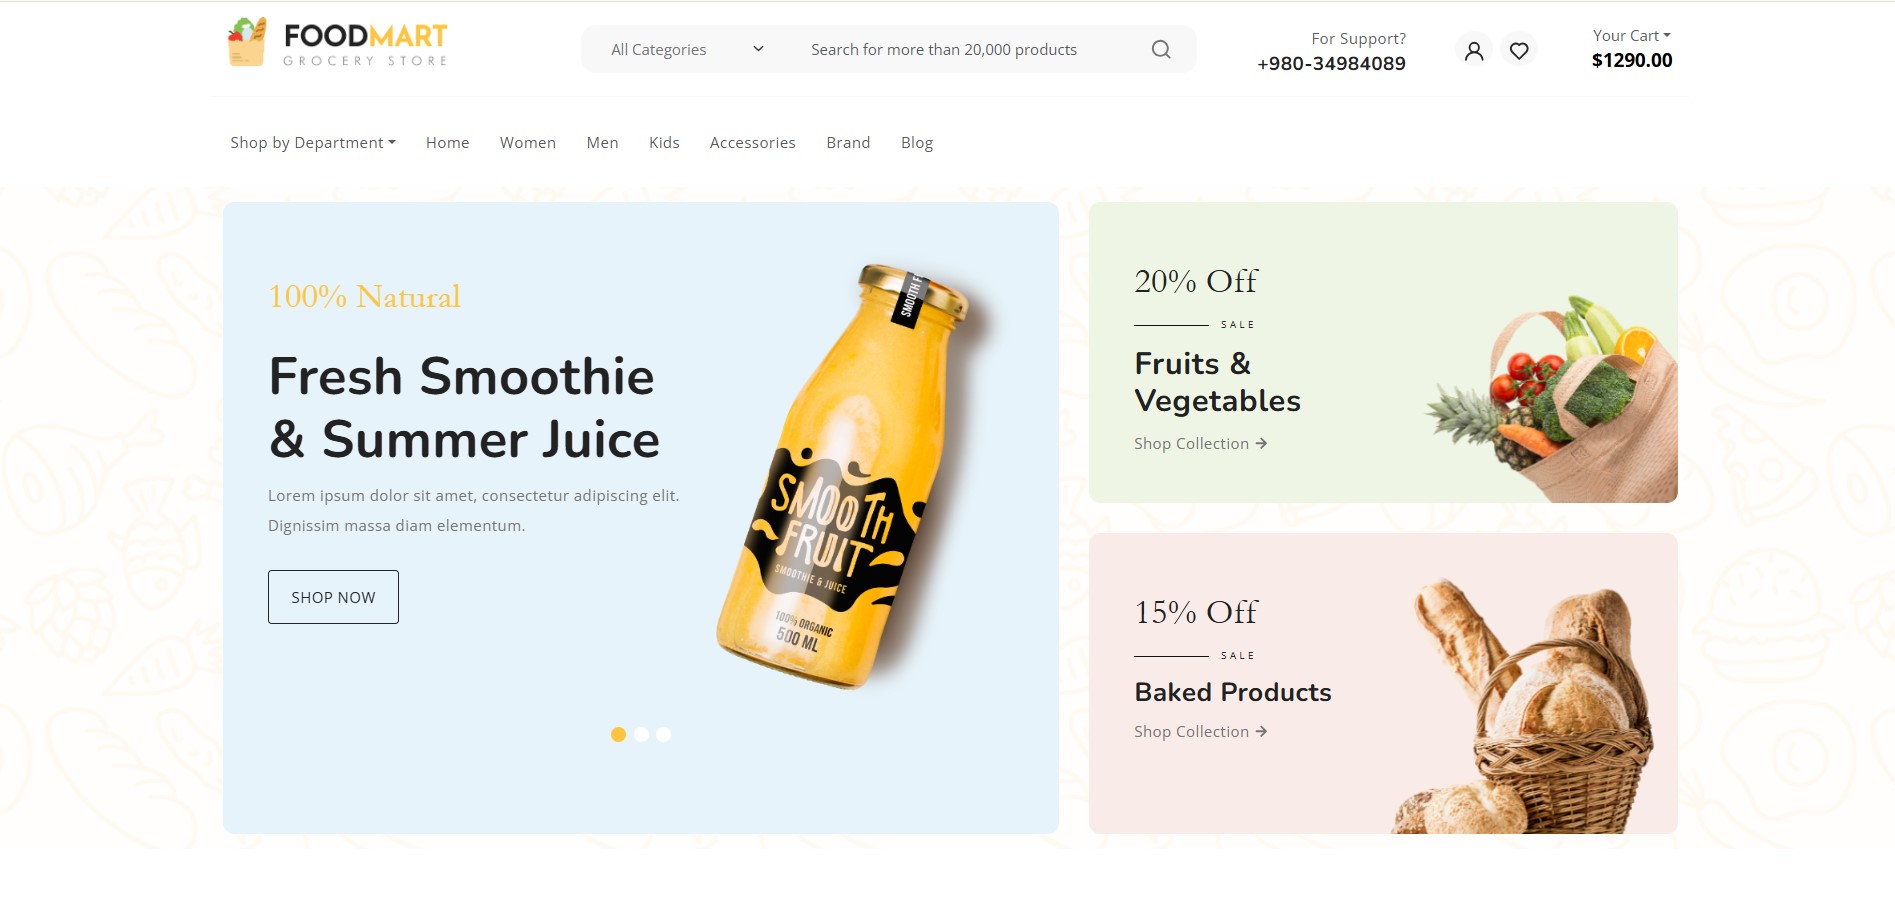 FOODMART
GROCERY STORE
All Categories
Search for more than 20,000 products
For Support?
+980-34984089
Your Cart
$1290.00
Shop by Department
Home
Women
Men
Kids
Accessories
Brand
Blog
100% Natural
Fresh Smoothie
& Summer Juice
Lorem ipsum dolor sit amet, consectetur adipiscing elit.
Dignissim massa diam elementum.
SHOP NOW
SMOOTH F
SMOOTH
FRUIT
SMOOTHIE & JUICE
100% ORGANIC
500 ML
20% Off
SALE
Fruits &
Vegetables
Shop Collection
15% Off
SALE
Baked Products
Shop Collection